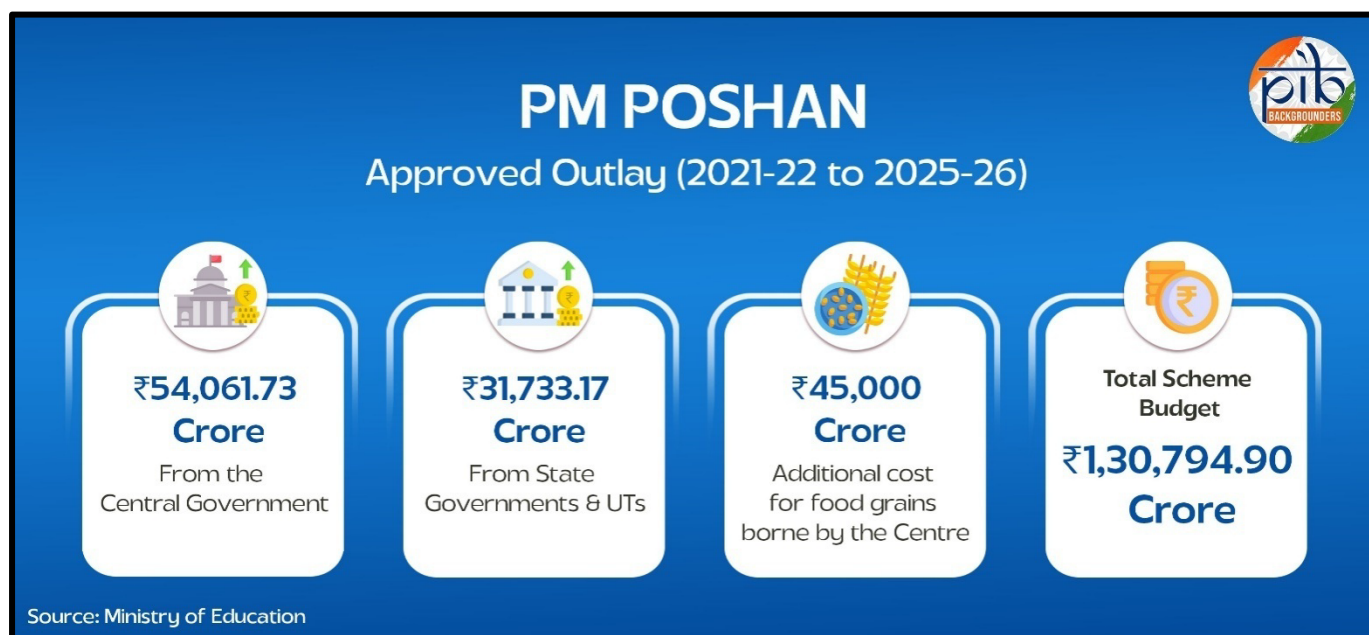 pib
BACKGROUNDERS
PM POSHAN
Approved Outlay (2021-22 to 2025-26)
₹54,061.73
Crore
From the
Central Government
₹31,733.17
Crore
From State
Governments & UTs
₹45,000
Crore
Additional cost
for food grains
borne by the Centre
Total Scheme
Budget
₹1,30,794.90
Crore
Source: Ministry of Education